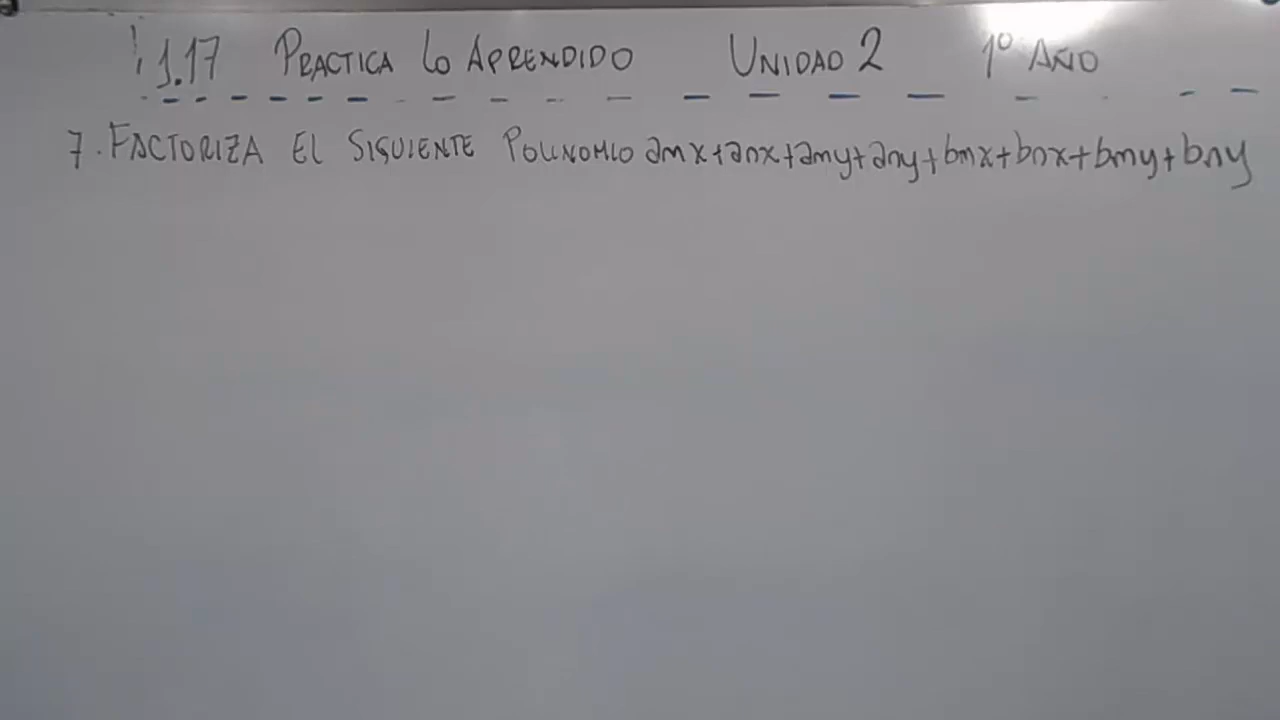 1.17 PRACTICA LO APRENDIDO UNIDAD 2 1º AÑO
7. FACTORIZA EL SIGUIENTE POLINOMIO amx+anx+amy+any+bmx+bnx+bmy+bny